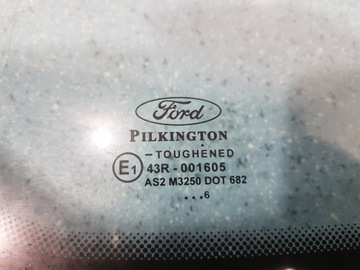 Ford
PILKINGTON
–TOUGHENED
E1 43R - 001605
AS2 M3250 DOT 682
...6